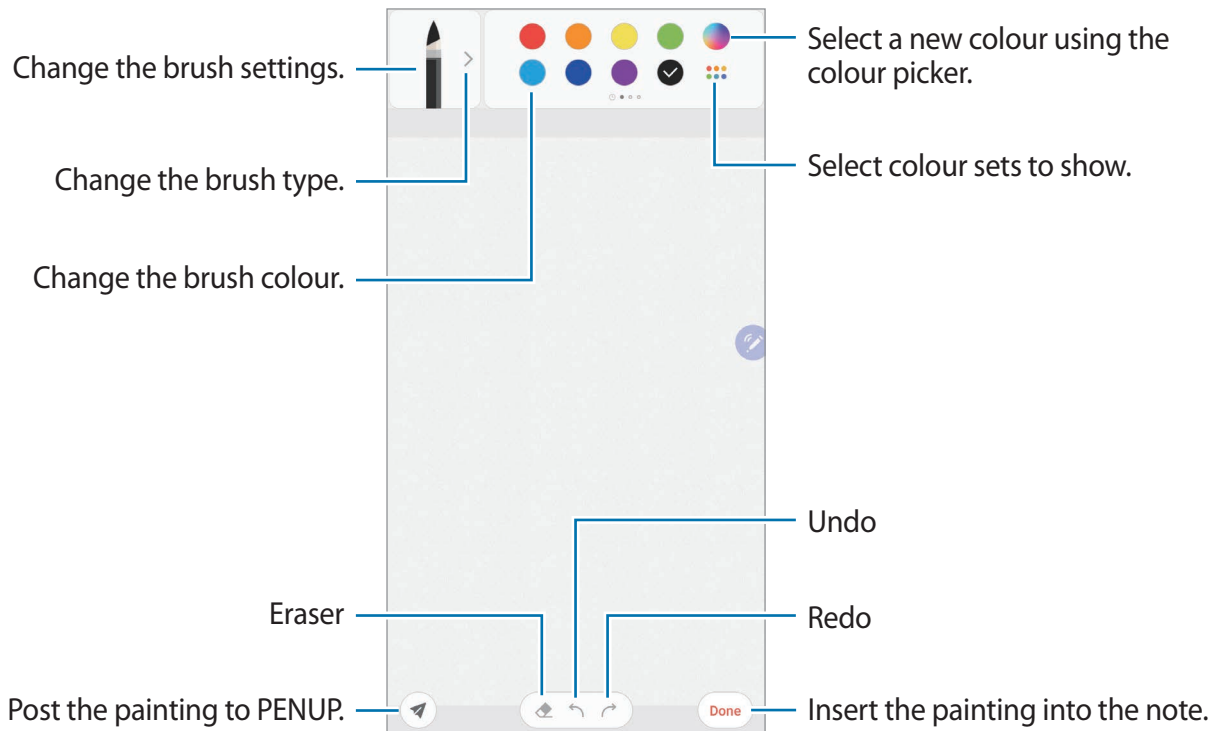 Change the brush settings.
Select a new colour using the
colour picker.
Change the brush type.
Select colour sets to show.
Change the brush colour.
Undo
Eraser
Redo
Post the painting to PENUP.
Done
Insert the painting into the note.